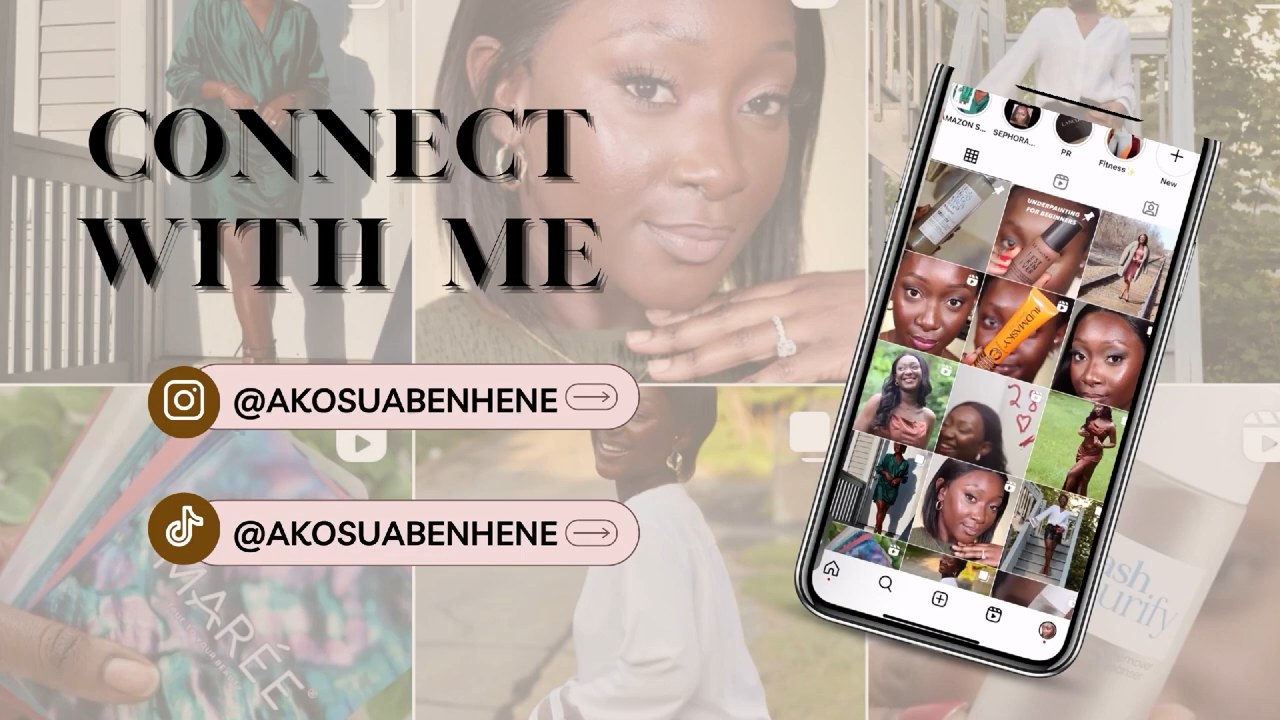 CONNECT
WITH ME
@AKOSUABENHENE
@AKOSUABENHENE
AMAZON S...
SEPHORA...
PR
Fitness✨
New
UNDERPAINTING
FOR BEGINNERS
MARÉE®